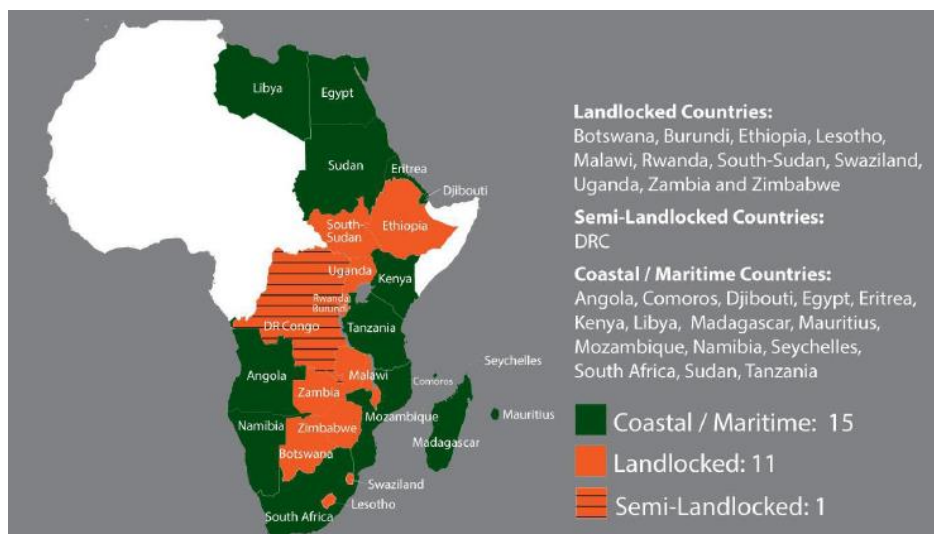 Libya
Egypt
Sudan
Eritrea
Djibouti
South-
Sudan
Ethiopia
Uganda
Kenya
Rwanda
Burundi
DR Congo
Tanzania
Seychelles
Angola
Malawi
Comoros
Zambia
Mozambique
Mauritius
Namibia
Zimbabwe
Madagascar
Botswana
Swaziland
Lesotho
South Africa
Landlocked Countries:
Botswana, Burundi, Ethiopia, Lesotho,
Malawi, Rwanda, South-Sudan, Swaziland,
Uganda, Zambia and Zimbabwe
Semi-Landlocked Countries:
DRC
Coastal / Maritime Countries:
Angola, Comoros, Djibouti, Egypt, Eritrea,
Kenya, Libya, Madagascar, Mauritius,
Mozambique, Namibia, Seychelles,
South Africa, Sudan, Tanzania
Coastal / Maritime: 15
Landlocked: 11
Semi-Landlocked: 1